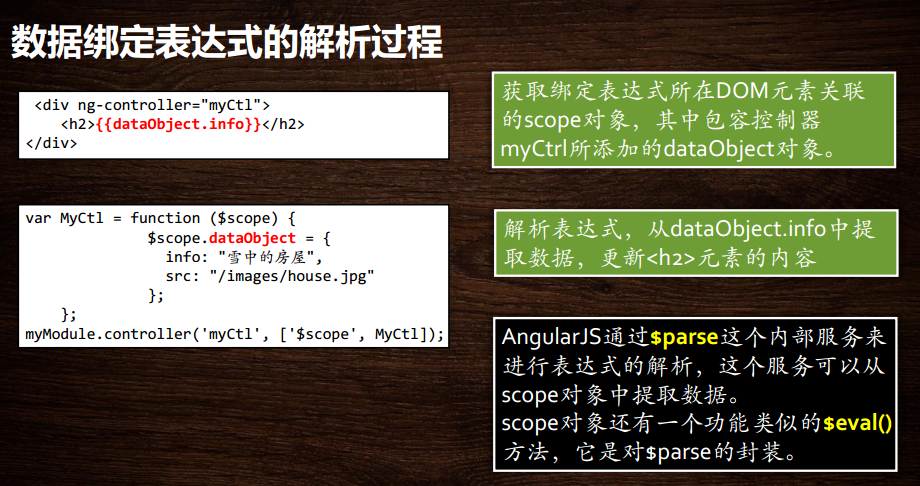 数据绑定表达式的解析过程
<div ng-controller="myCtl">
<h2>{{dataObject.info}}</h2>
</div>
获取绑定表达式所在DOM元素关联
的scope对象，其中包容控制器
myCtrl所添加的dataObject对象。
var MyCtl = function ($scope) {
$scope.dataObject = {
info: "雪中的房屋",
src: "/images/house.jpg"
};
};
myModule.controller('myCtl', ['$scope', MyCtl]);
解析表达式，从dataObject.info中提
取数据，更新<h2>元素的内容
AngularJS通过$parse这个内部服务来
进行表达式的解析，这个服务可以从
scope对象中提取数据。
scope对象还有一个功能类似的$eval()
方法，它是对$parse的封装。